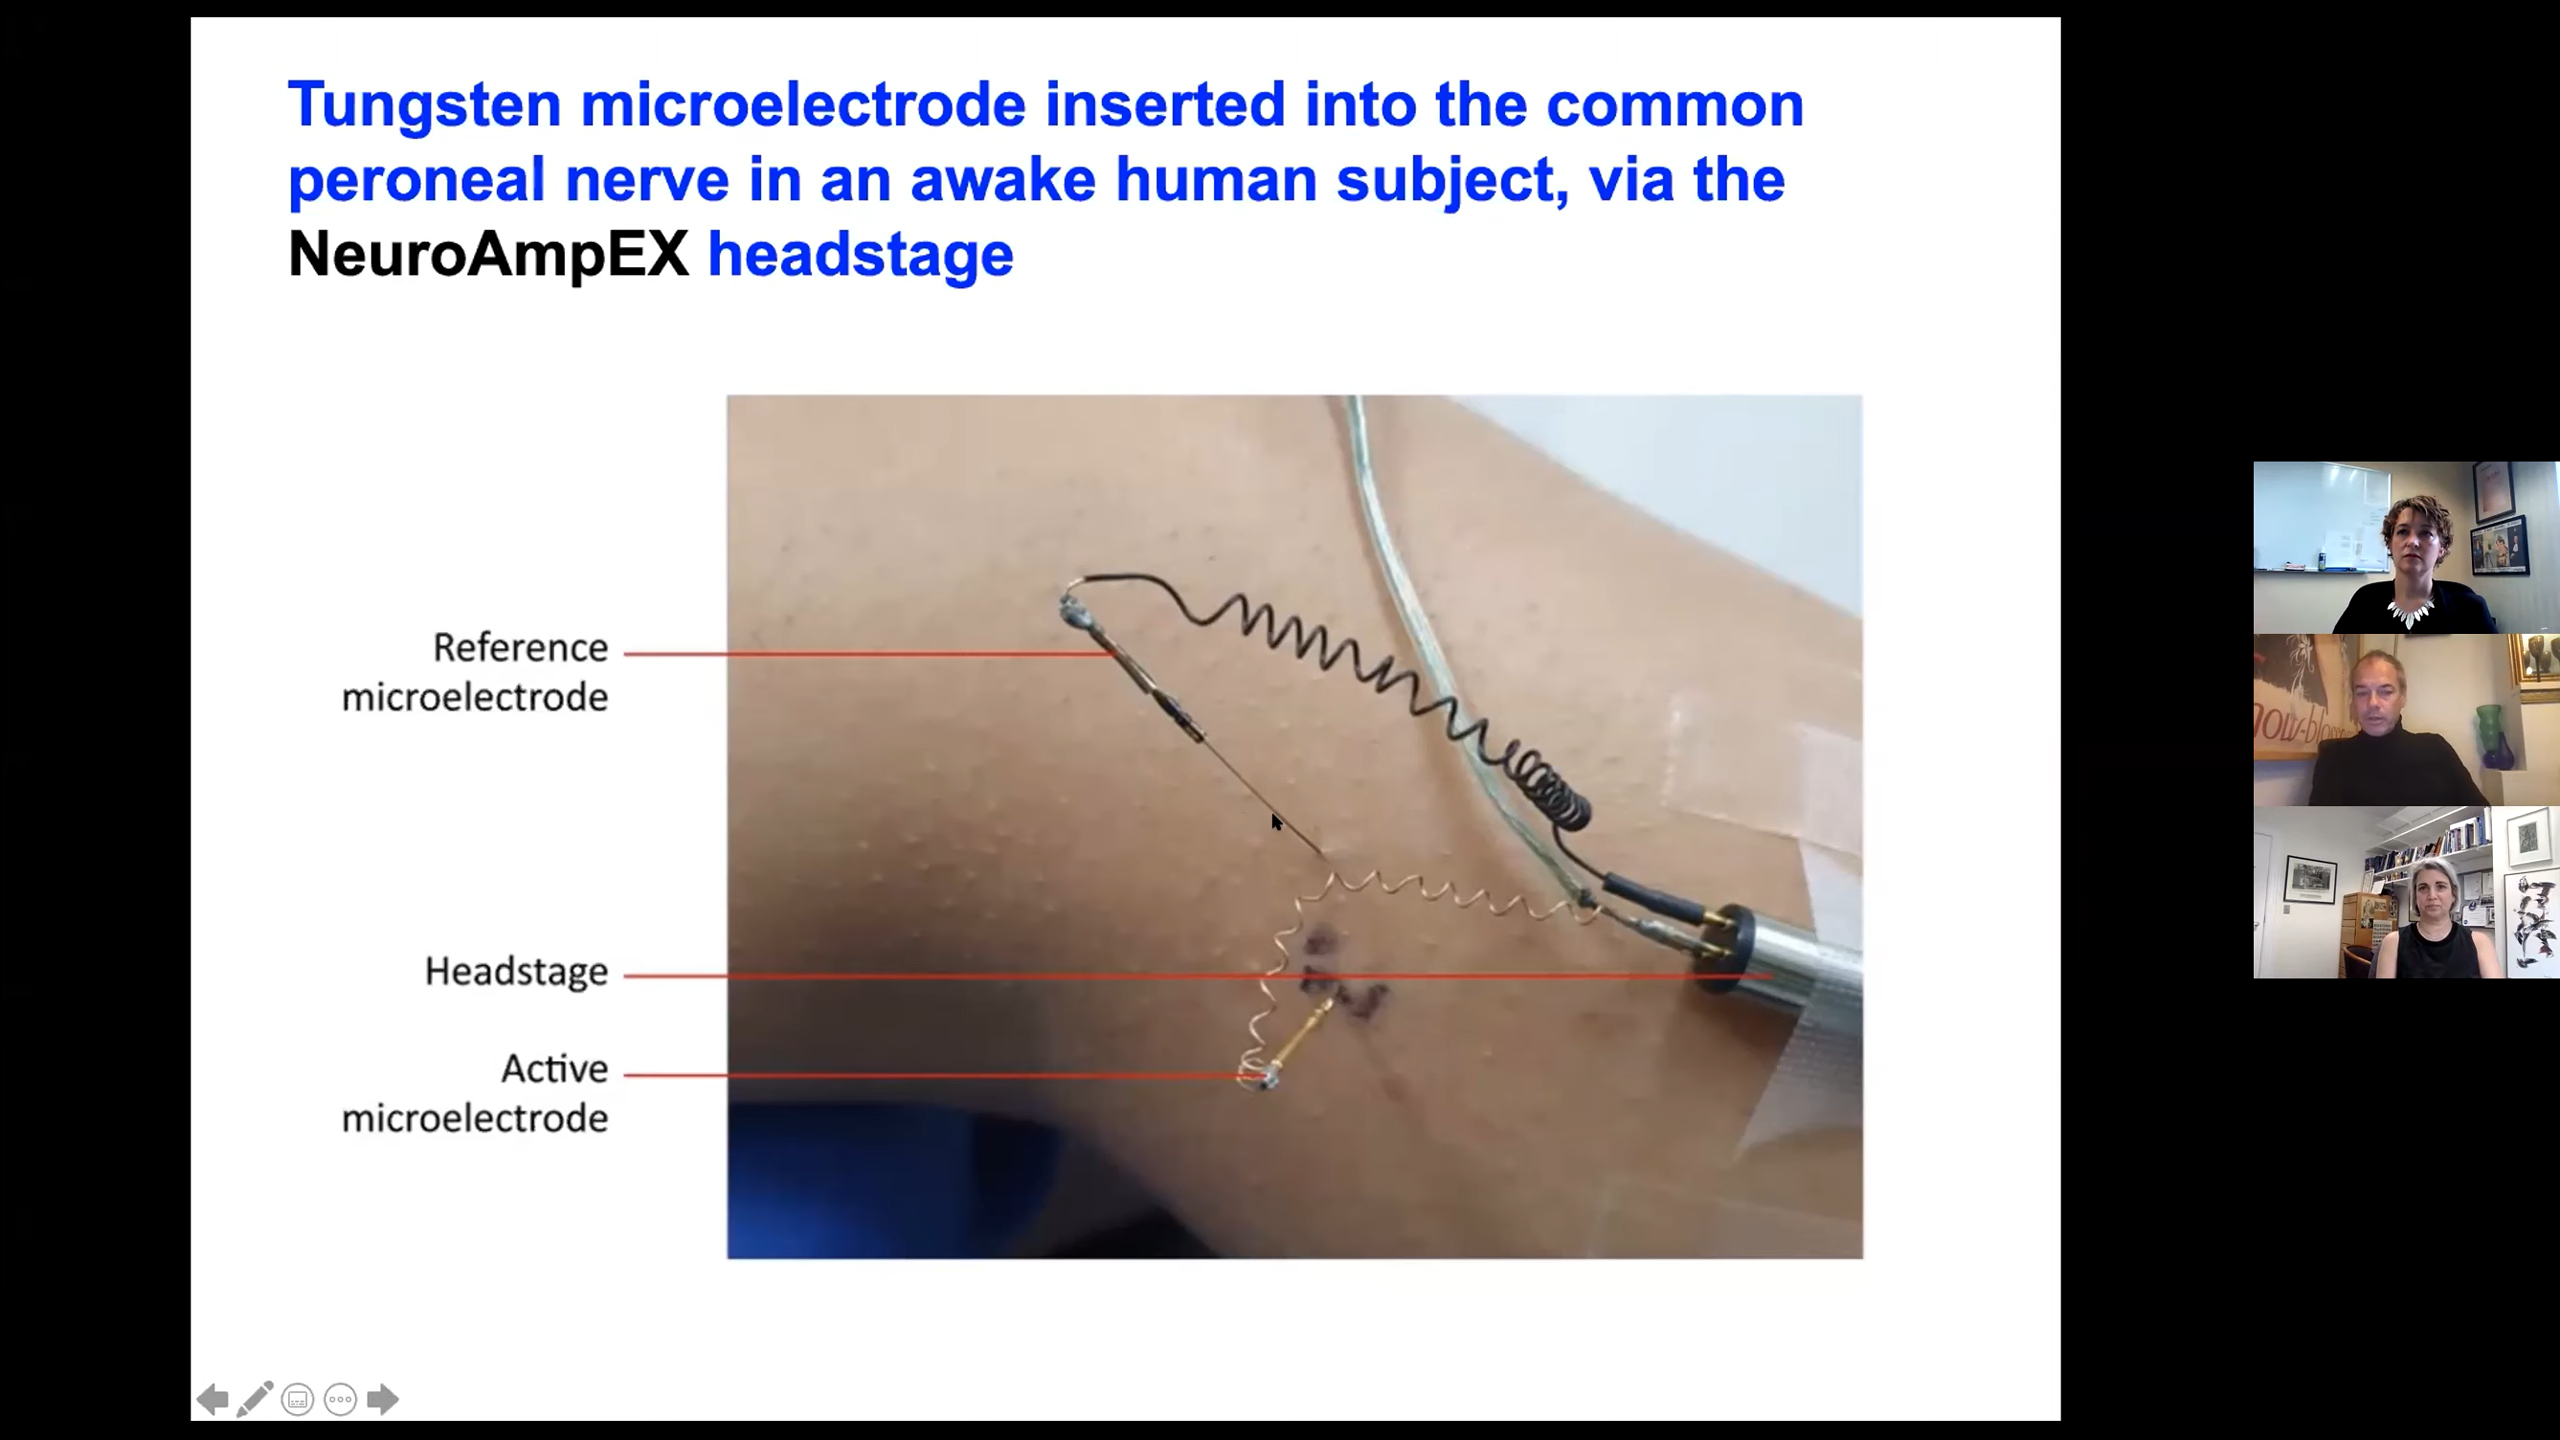 Tungsten microelectrode inserted into the common
peroneal nerve in an awake human subject, via the
NeuroAmpEX headstage
Reference
microelectrode
Headstage
Active
microelectrode